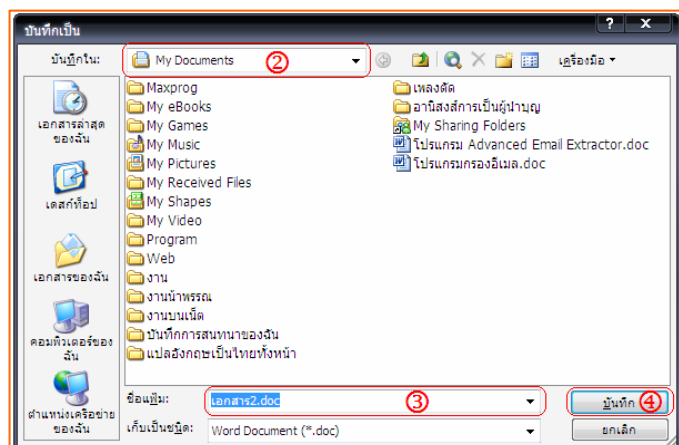 บันทึกเป็น
บันทึกใน:
My Documents
②
เครื่องมือ
เอกสารล่าสุด
ของฉัน
เดสก์ท็อป
เอกสารของฉัน
คอมพิวเตอร์ของ
ฉัน
ตำแหน่งเครือข่าย
ของฉัน
Maxprog
My eBooks
My Games
My Music
My Pictures
My Received Files
My Shapes
My Video
Program
Web
งาน
งานน้าพรรณ
งานบนเน็ต
บันทึกการสนทนาของฉัน
แปลอังกฤษเป็นไทยทั้งหน้า
เพลงตัด
อานิสงส์การเป็นผู้นำบุญ
My Sharing Folders
โปรแกรม Advanced Email Extractor.doc
โปรแกรมกรองอีเมล.doc
ชื่อแฟ้ม:
เอกสาร2.doc
③
บันทึก
④
เก็บเป็นชนิด:
Word Document (*.doc)
ยกเลิก